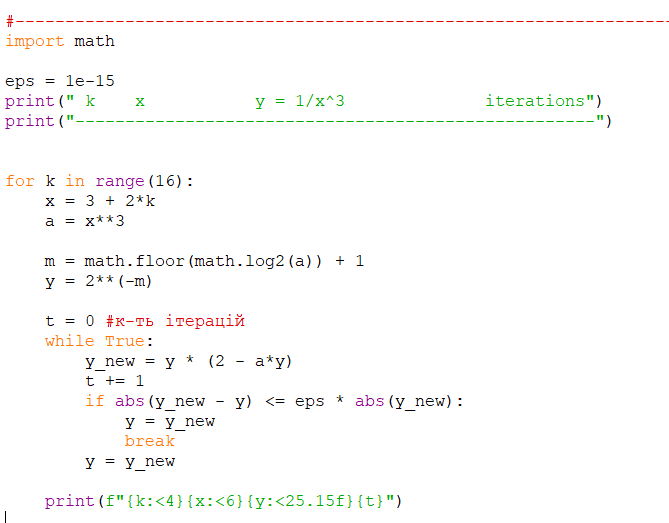 #-----------------------------------------------------------------
import math
eps = 1e-15
print(" k    x           y = 1/x^3              iterations")
print("----------------------------------------------------")
for k in range(16):
    x = 3 + 2*k
    a = x**3
    m = math.floor(math.log2(a)) + 1
    y = 2**(-m)
    t = 0 #к-ть ітерацій
    while True:
        y_new = y * (2 - a*y)
        t += 1
        if abs(y_new - y) <= eps * abs(y_new):
            y = y_new
            break
        y = y_new
    print(f"{k:<4}{x:<6}{y:<25.15f}{t}")